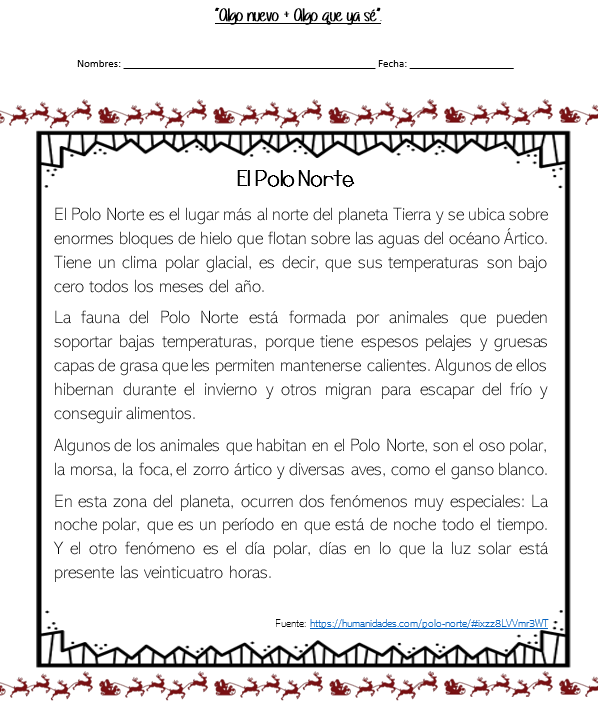 "Algo nuevo + Algo que ya sé".
Nombres: ______________________ Fecha: ______________
El Polo Norte
El Polo Norte es el lugar más al norte del planeta Tierra y se ubica sobre
enormes bloques de hielo que flotan sobre las aguas del océano Ártico.
Tiene un clima polar glacial, es decir, que sus temperaturas son bajo
cero todos los meses del año.
La fauna del Polo Norte está formada por animales que pueden
soportar bajas temperaturas, porque tiene espesos pelajes y gruesas
capas de grasa que les permiten mantenerse calientes. Algunos de ellos
hibernan durante el invierno y otros migran para escapar del frío y
conseguir alimentos.
Algunos de los animales que habitan en el Polo Norte, son el oso polar,
la morsa, la foca, el zorro ártico y diversas aves, como el ganso blanco.
En esta zona del planeta, ocurren dos fenómenos muy especiales: La
noche polar, que es un período en que está de noche todo el tiempo.
Y el otro fenómeno es el día polar, días en lo que la luz solar está
presente las veinticuatro horas.
Fuente: https://humanidades.com/polo-norte/#ixzz8LVVmr3WT